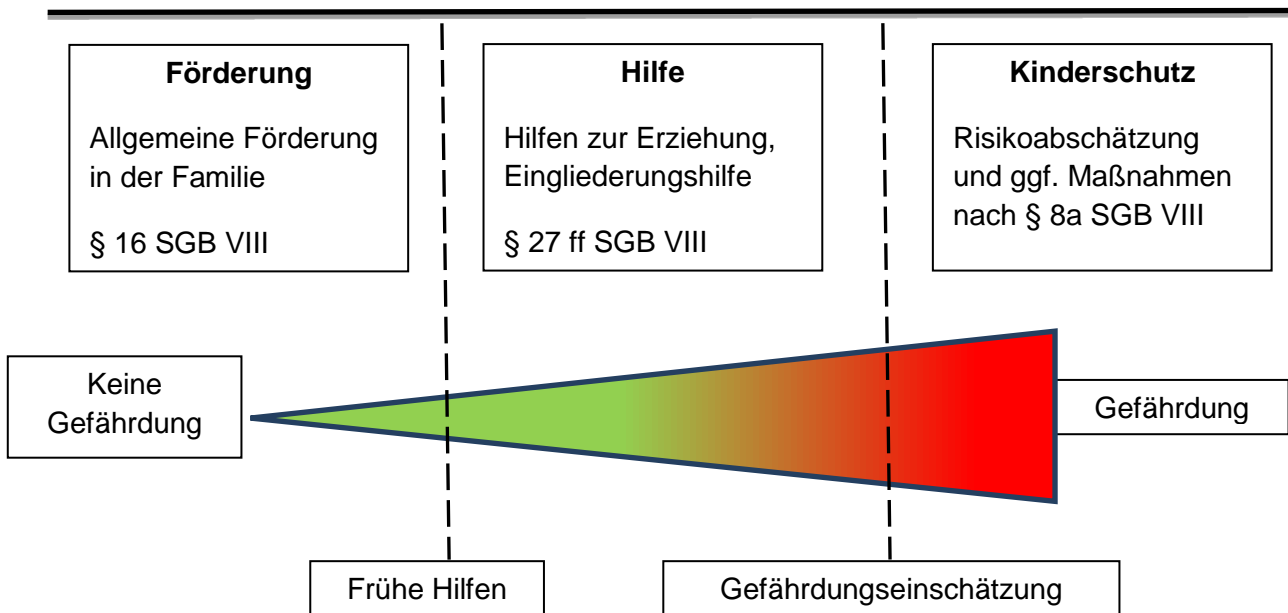 Förderung
Allgemeine Förderung
in der Familie
§ 16 SGB VIII
Hilfe
Hilfen zur Erziehung,
Eingliederungshilfe
§ 27 ff SGB VIII
Kinderschutz
Risikoabschätzung
und ggf. Maßnahmen
nach § 8a SGB VIII
Keine
Gefährdung
Gefährdung
Frühe Hilfen
Gefährdungseinschätzung